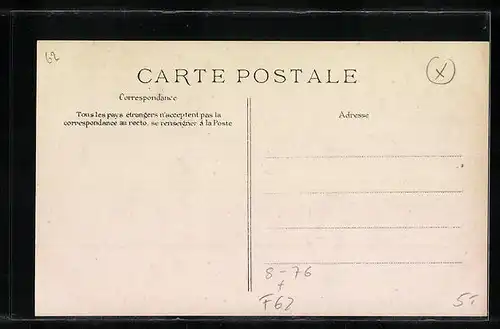 62
X
CARTE POSTALE
Correspondance
Tous les pays étrangers n'acceptent pas la
correspondance au recto, se renseigner à la Poste
Adresse
8-76
+
F62